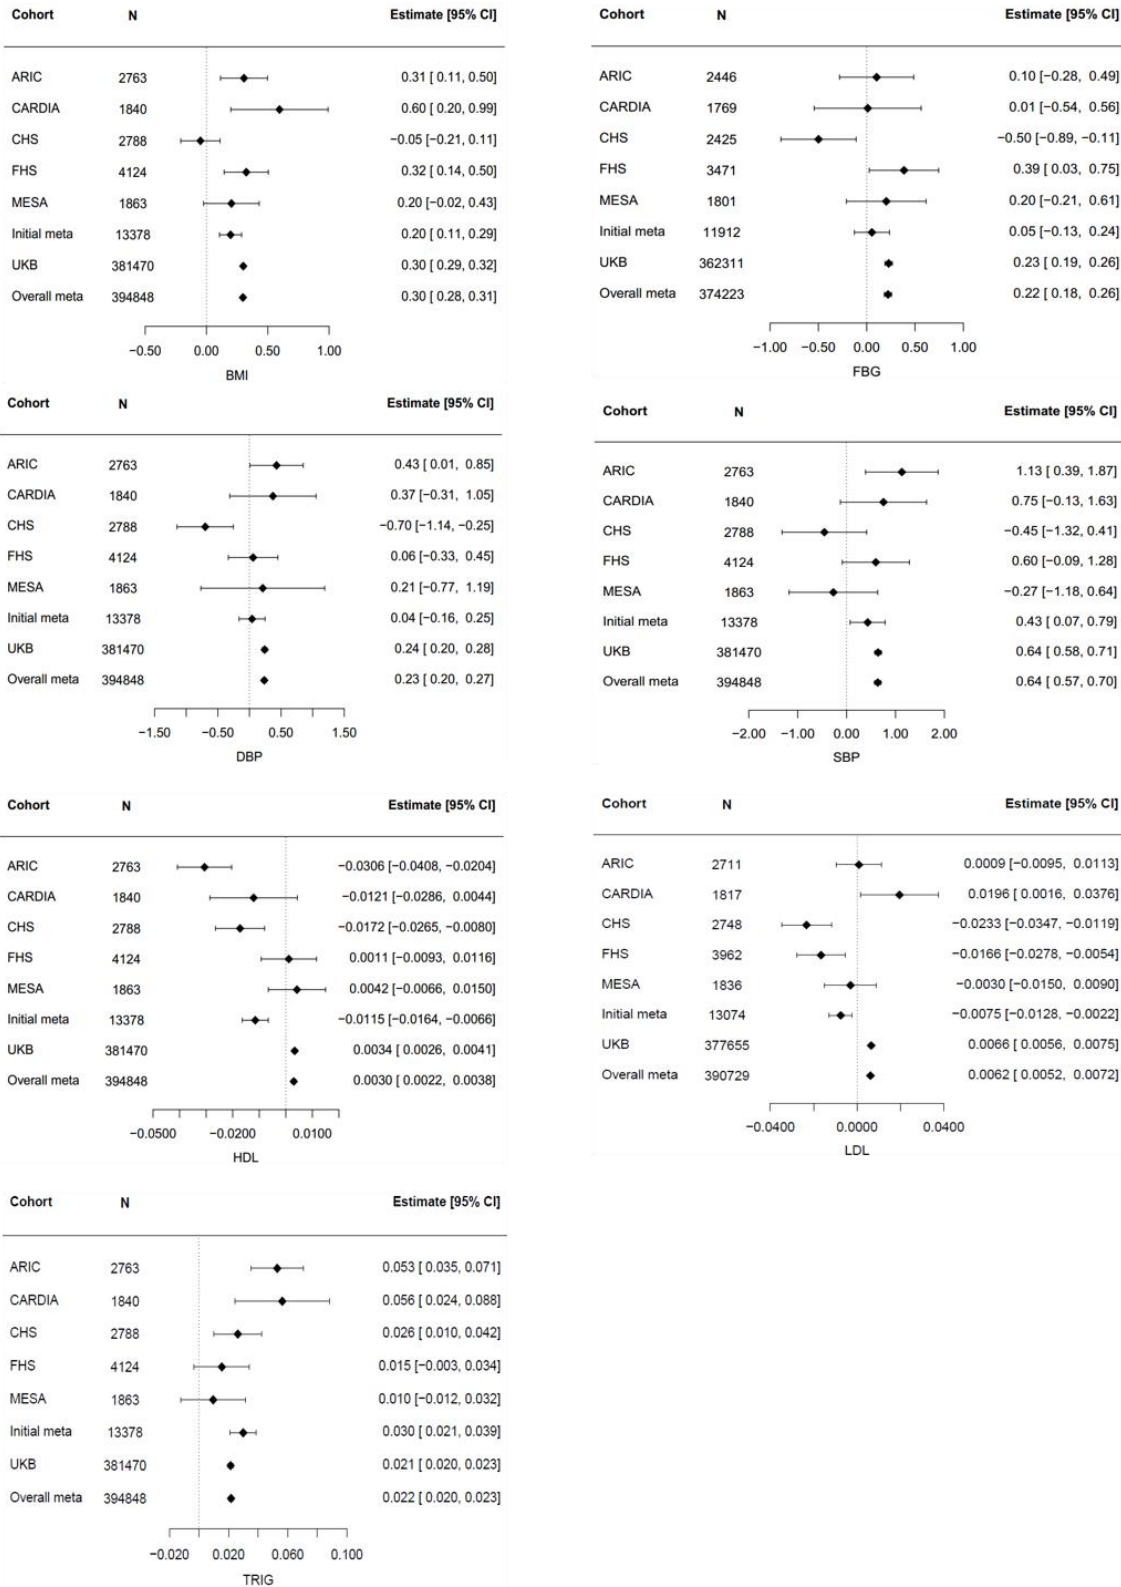 Cohort N Estimate [95% CI]
ARIC 2763 0.31 [ 0.11, 0.50]
CARDIA 1840 0.60 [ 0.20, 0.99]
CHS 2788 −0.05 [−0.21, 0.11]
FHS 4124 0.32 [ 0.14, 0.50]
MESA 1863 0.20 [−0.02, 0.43]
Initial meta 13378 0.20 [ 0.11, 0.29]
UKB 381470 0.30 [ 0.29, 0.32]
Overall meta 394848 0.30 [ 0.28, 0.31]
−0.50 0.00 0.50 1.00
BMI
Cohort N Estimate [95% CI]
ARIC 2446 0.10 [−0.28, 0.49]
CARDIA 1769 0.01 [−0.54, 0.56]
CHS 2425 −0.50 [−0.89, −0.11]
FHS 3471 0.39 [ 0.03, 0.75]
MESA 1801 0.20 [−0.21, 0.61]
Initial meta 11912 0.05 [−0.13, 0.24]
UKB 362311 0.23 [ 0.19, 0.26]
Overall meta 374223 0.22 [ 0.18, 0.26]
−1.00 −0.50 0.00 0.50 1.00
FBG
Cohort N Estimate [95% CI]
ARIC 2763 0.43 [ 0.01, 0.85]
CARDIA 1840 0.37 [−0.31, 1.05]
CHS 2788 −0.70 [−1.14, −0.25]
FHS 4124 0.06 [−0.33, 0.45]
MESA 1863 0.21 [−0.77, 1.19]
Initial meta 13378 0.04 [−0.16, 0.25]
UKB 381470 0.24 [ 0.20, 0.28]
Overall meta 394848 0.23 [ 0.20, 0.27]
−1.50 −0.50 0.50 1.50
DBP
Cohort N Estimate [95% CI]
ARIC 2763 1.13 [ 0.39, 1.87]
CARDIA 1840 0.75 [−0.13, 1.63]
CHS 2788 −0.45 [−1.32, 0.41]
FHS 4124 0.60 [−0.09, 1.28]
MESA 1863 −0.27 [−1.18, 0.64]
Initial meta 13378 0.43 [ 0.07, 0.79]
UKB 381470 0.64 [ 0.58, 0.71]
Overall meta 394848 0.64 [ 0.57, 0.70]
−2.00 −1.00 0.00 1.00 2.00
SBP
Cohort N Estimate [95% CI]
ARIC 2763 −0.0306 [−0.0408, −0.0204]
CARDIA 1840 −0.0121 [−0.0286, 0.0044]
CHS 2788 −0.0172 [−0.0265, −0.0080]
FHS 4124 0.0011 [−0.0093, 0.0116]
MESA 1863 0.0042 [−0.0066, 0.0150]
Initial meta 13378 −0.0115 [−0.0164, −0.0066]
UKB 381470 0.0034 [ 0.0026, 0.0041]
Overall meta 394848 0.0030 [ 0.0022, 0.0038]
−0.0500 −0.0200 0.0100
HDL
Cohort N Estimate [95% CI]
ARIC 2711 0.0009 [−0.0095, 0.0113]
CARDIA 1817 0.0196 [ 0.0016, 0.0376]
CHS 2748 −0.0233 [−0.0347, −0.0119]
FHS 3962 −0.0166 [−0.0278, −0.0054]
MESA 1836 −0.0030 [−0.0150, 0.0090]
Initial meta 13074 −0.0075 [−0.0128, −0.0022]
UKB 377655 0.0066 [ 0.0056, 0.0075]
Overall meta 390729 0.0062 [ 0.0052, 0.0072]
−0.0400 0.0000 0.0400
LDL
Cohort N Estimate [95% CI]
ARIC 2763 0.053 [ 0.035, 0.071]
CARDIA 1840 0.056 [ 0.024, 0.088]
CHS 2788 0.026 [ 0.010, 0.042]
FHS 4124 0.015 [−0.003, 0.034]
MESA 1863 0.010 [−0.012, 0.032]
Initial meta 13378 0.030 [ 0.021, 0.039]
UKB 381470 0.021 [ 0.020, 0.023]
Overall meta 394848 0.022 [ 0.020, 0.023]
−0.020 0.020 0.060 0.100
TRIG